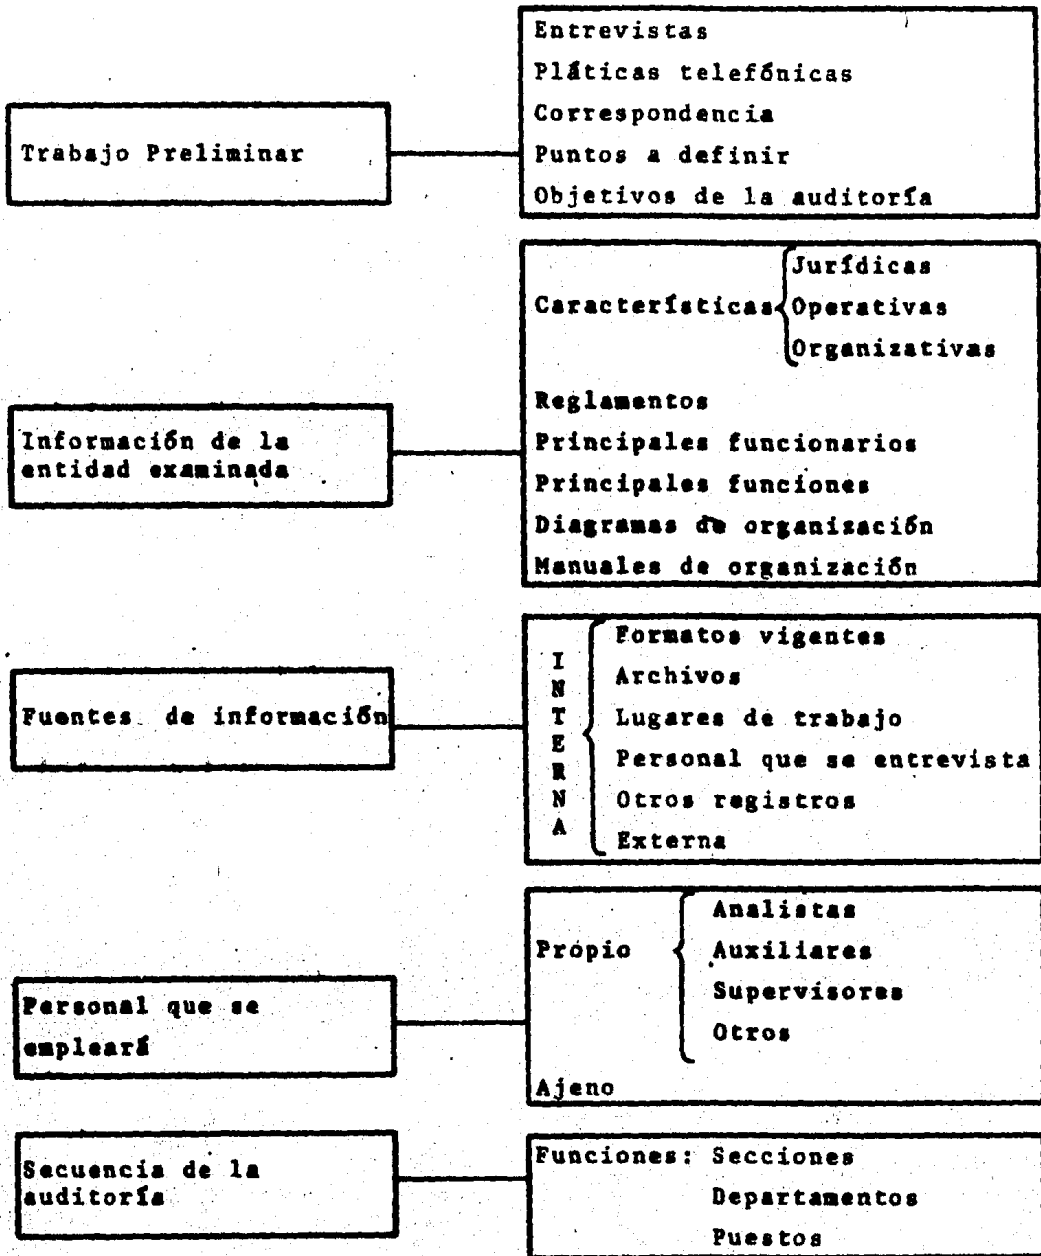 Trabajo Preliminar
Entrevistas
Pláticas telefónicas
Correspondencia
Puntos a definir
Objetivos de la auditoría
Información de la
entidad examinada
Características
Jurídicas
Operativas
Organizativas
Reglamentos
Principales funcionarios
Principales funciones
Diagramas de organización
Manuales de organización
Fuentes de información
INTERNA
Formatos vigentes
Archivos
Lugares de trabajo
Personal que se entrevista
Otros registros
Externa
Personal que se
empleará
Propio
Analistas
Auxiliares
Supervisores
Otros
Ajeno
Secuencia de la
auditoría
Funciones: Secciones
Departamentos
Puestos